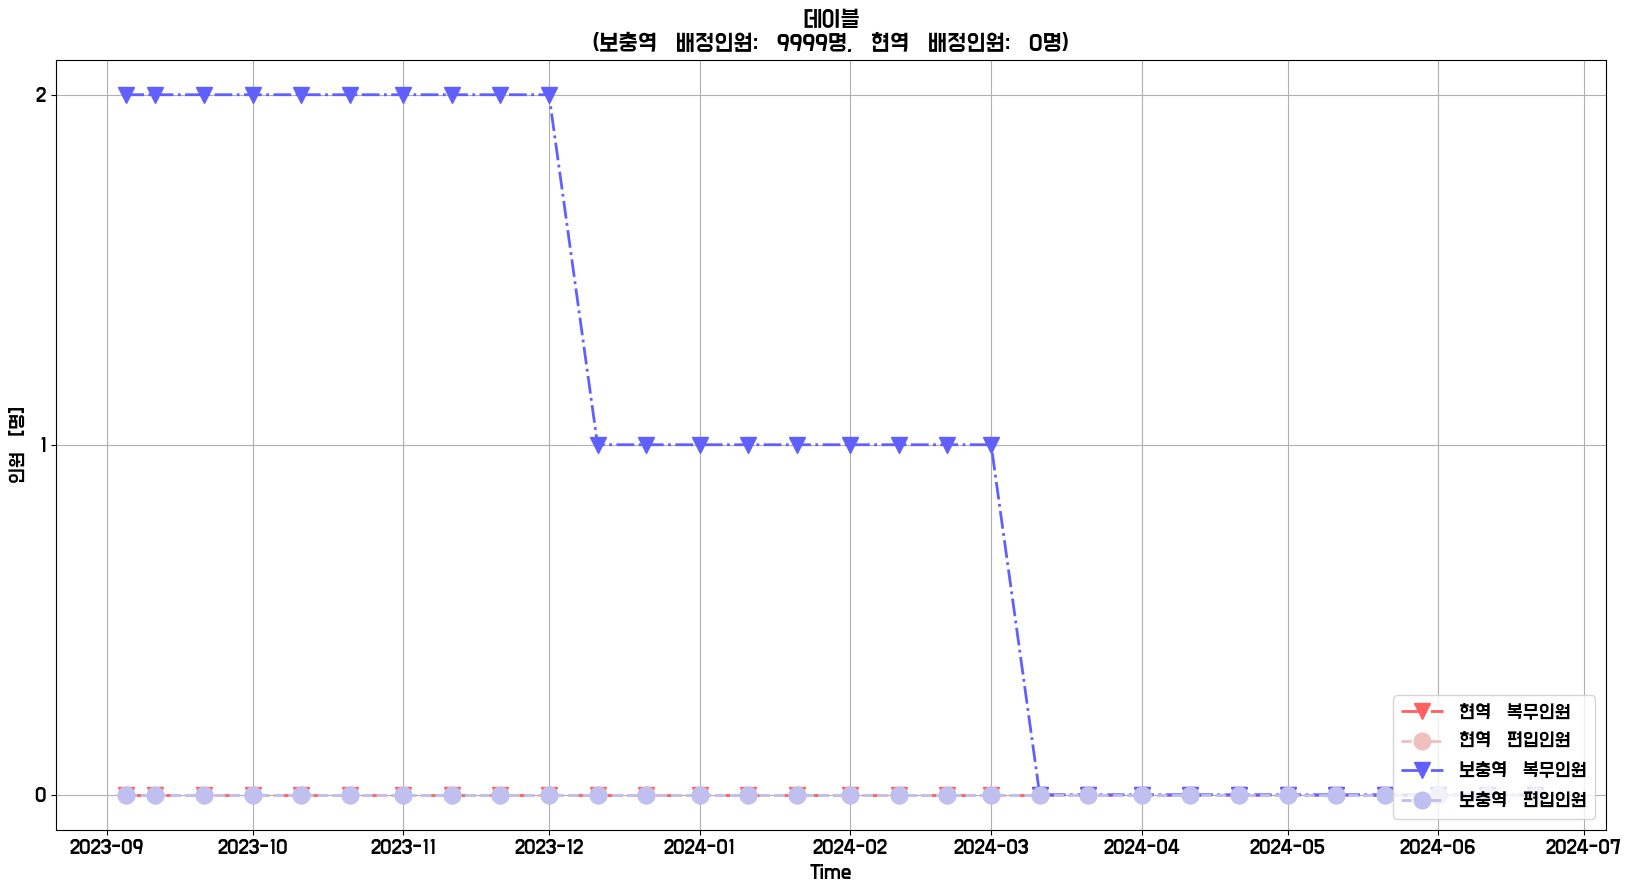 데이블
(보충역 배정인원: 9999명, 현역 배정인원: 0명)
2
1
0
인원 [명]
2023-09 2023-10 2023-11 2023-12 2024-01 2024-02 2024-03 2024-04 2024-05 2024-06 2024-07
Time
현역 복무인원
현역 편입인원
보충역 복무인원
보충역 편입인원